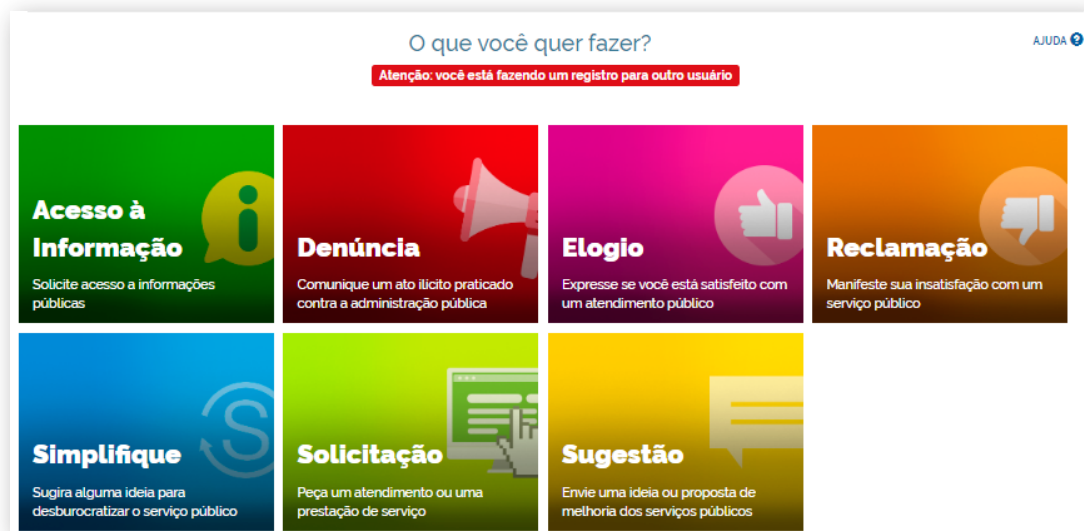 O que você quer fazer?
AJUDA ?
Atenção: você está fazendo um registro para outro usuário
Acesso à
Informação
Solicite acesso a informações
públicas
Denúncia
Comunique um ato ilícito praticado
contra a administração pública
Elogio
Expresse se você está satisfeito com
um atendimento público
Reclamação
Manifeste sua insatisfação com um
serviço público
Simplifique
Sugira alguma ideia para
desburocratizar o serviço público
Solicitação
Peça um atendimento ou uma
prestação de serviço
Sugestão
Envie uma ideia ou proposta de
melhoria dos serviços públicos